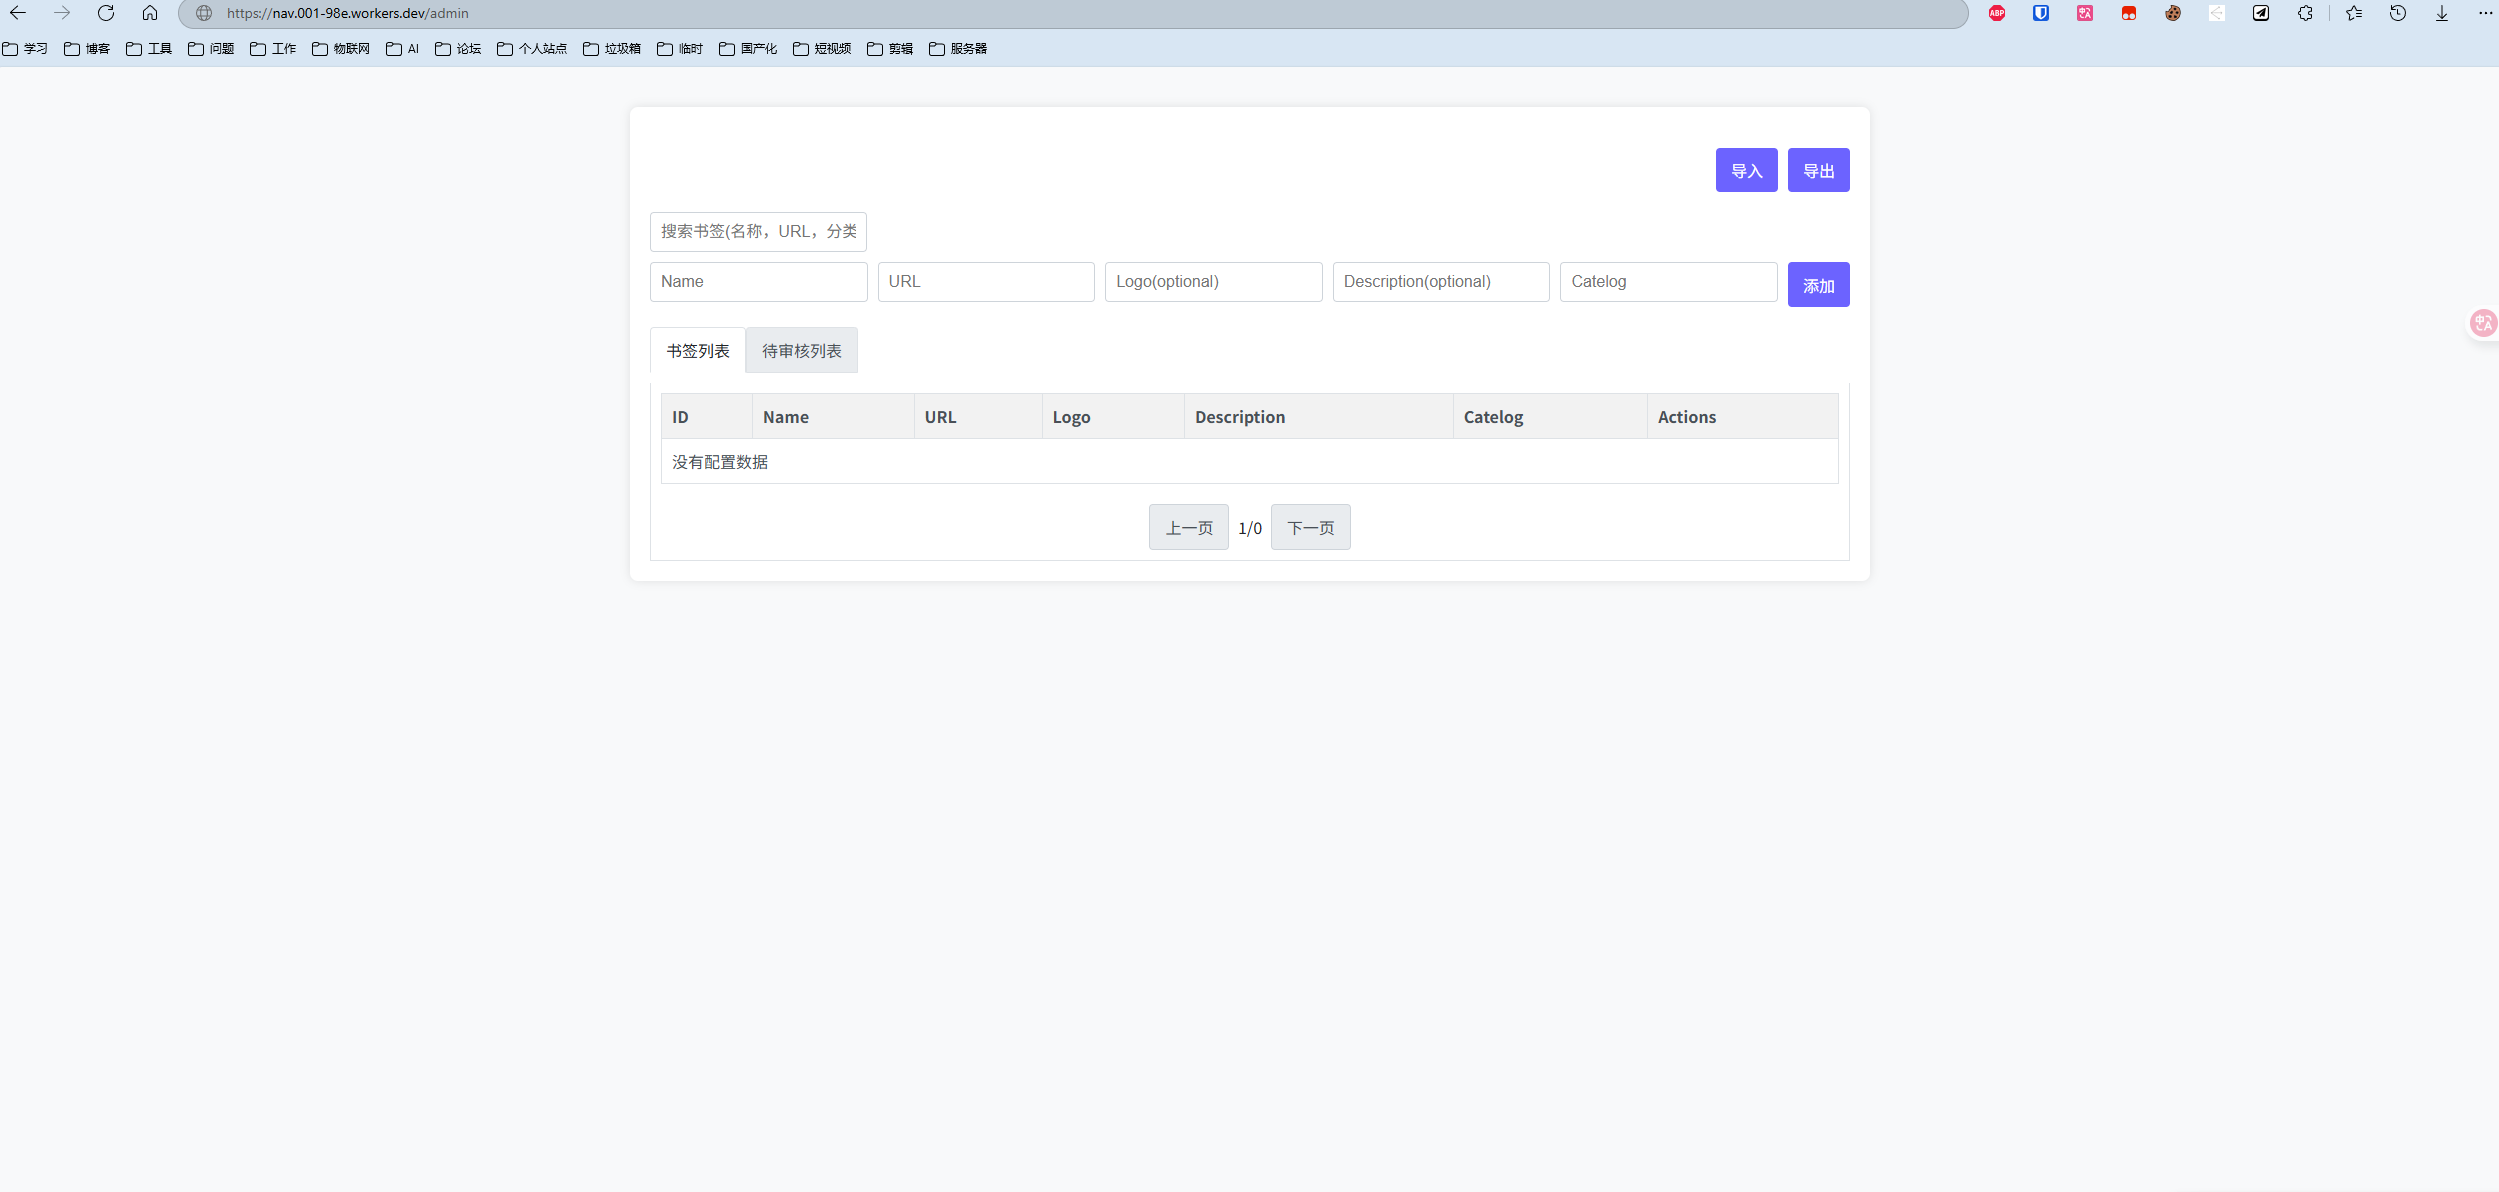 https://nav.001-98e.workers.dev/admin
ABP
学习 博客 工具 问题 工作 物联网 AI 论坛 个人站点 垃圾箱 临时 国产化 短视频 剪辑 服务器
导入 导出
搜索书签(名称，URL，分类
Name URL Logo(optional) Description(optional) Catelog 添加
书签列表 待审核列表
ID Name URL Logo Description Catelog Actions
没有配置数据
上一页 1/0 下一页